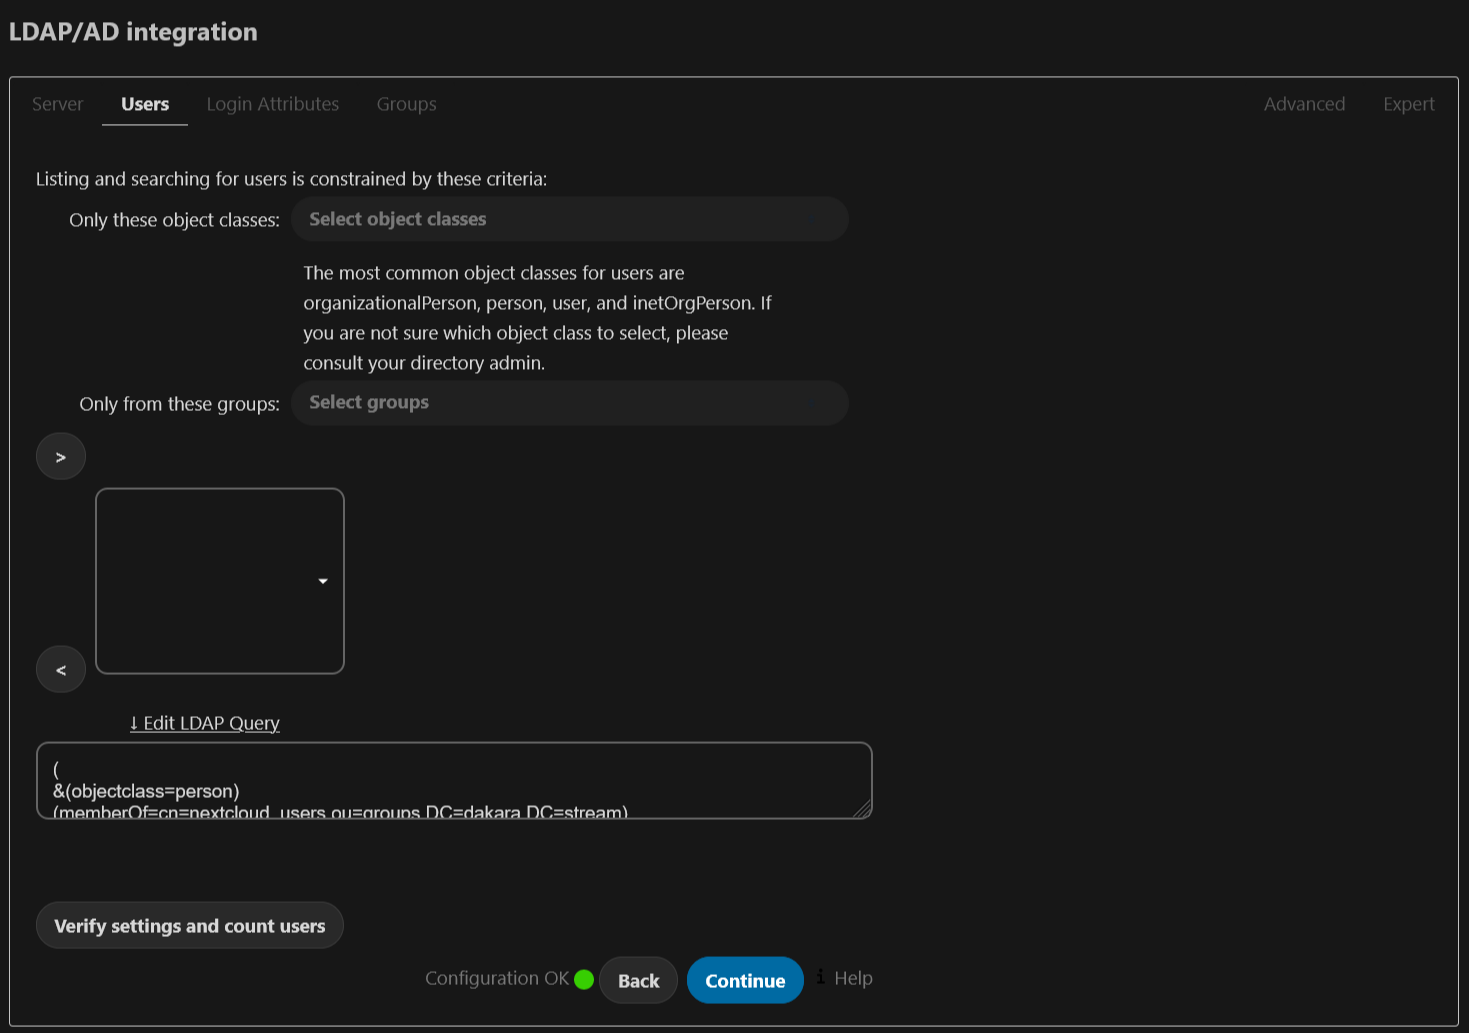 LDAP/AD integration
Server Users Login Attributes Groups Advanced Expert
Listing and searching for users is constrained by these criteria:
Only these object classes: Select object classes
The most common object classes for users are
organizationalPerson, person, user, and inetOrgPerson. If
you are not sure which object class to select, please
consult your directory admin.
Only from these groups: Select groups
>
<
↓ Edit LDAP Query
(
&(objectclass=person)
(memberOf=cn=nextcloud_users,ou=groups,DC=dakara,DC=stream)
Verify settings and count users
Configuration OK Back Continue i Help